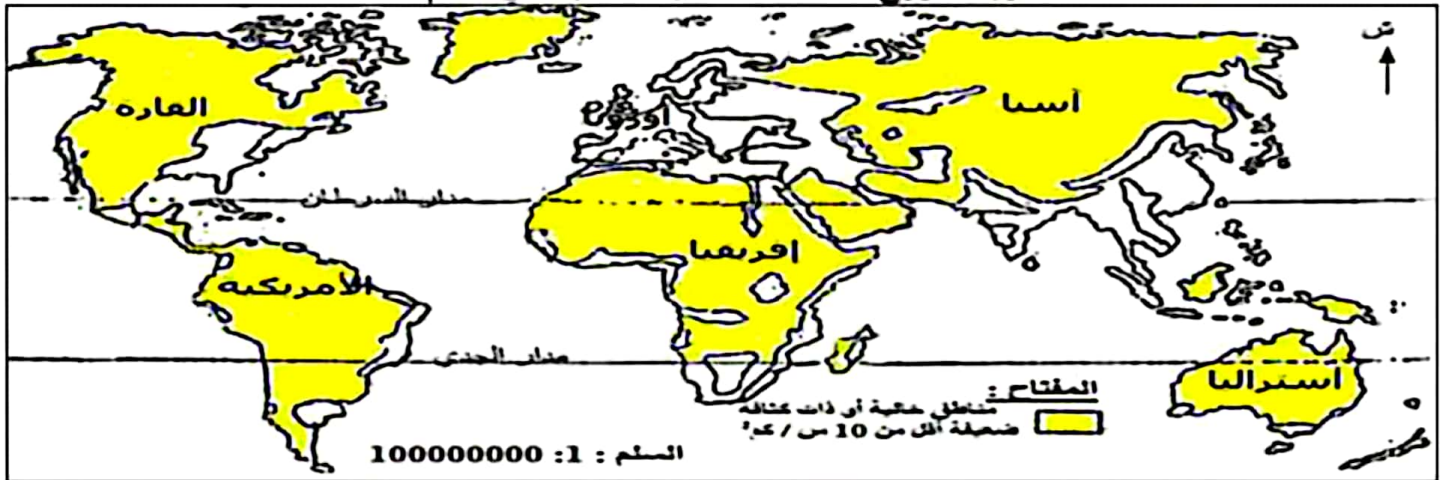 ش
القارة
أوروبا
آسيا
مدار السرطان
إفريقيا
الأمريكية
مدار الجدي
أستراليا
المفتاح :
مناطق خالية أو ذات كثافة
ضعيفة أقل من 10 س / كم²
السلم : 1: 100000000